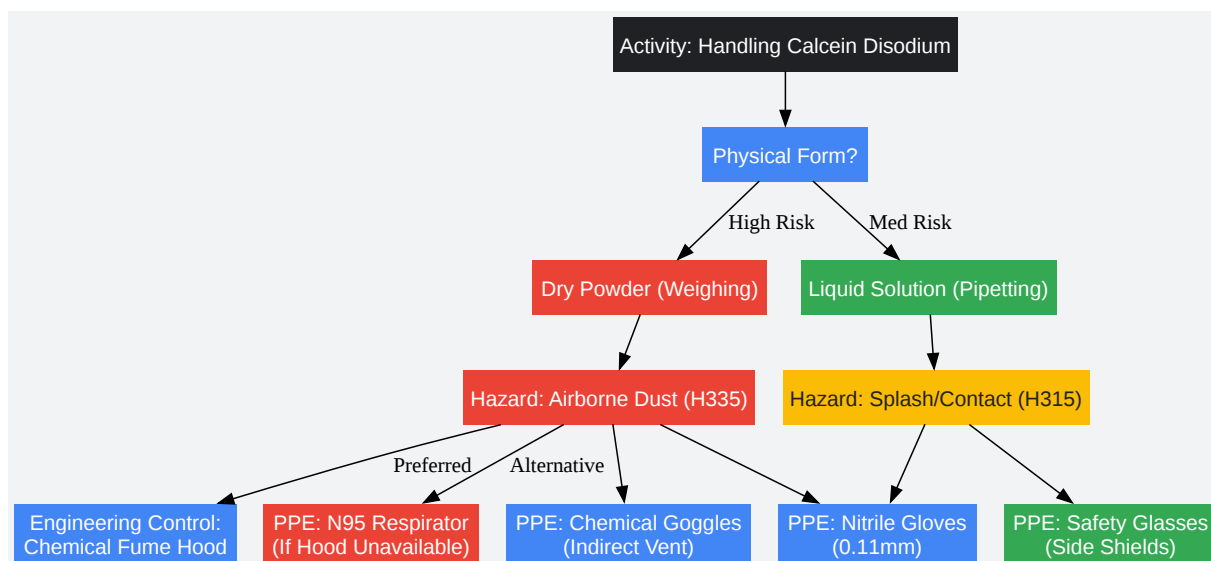 Activity: Handling Calcein Disodium
Physical Form?
High Risk
Med Risk
Dry Powder (Weighing)
Liquid Solution (Pipetting)
Hazard: Airborne Dust (H335)
Hazard: Splash/Contact (H315)
Preferred
Alternative
Engineering Control:
Chemical Fume Hood
PPE: N95 Respirator
(If Hood Unavailable)
PPE: Chemical Goggles
(Indirect Vent)
PPE: Nitrile Gloves
(0.11mm)
PPE: Safety Glasses
(Side Shields)